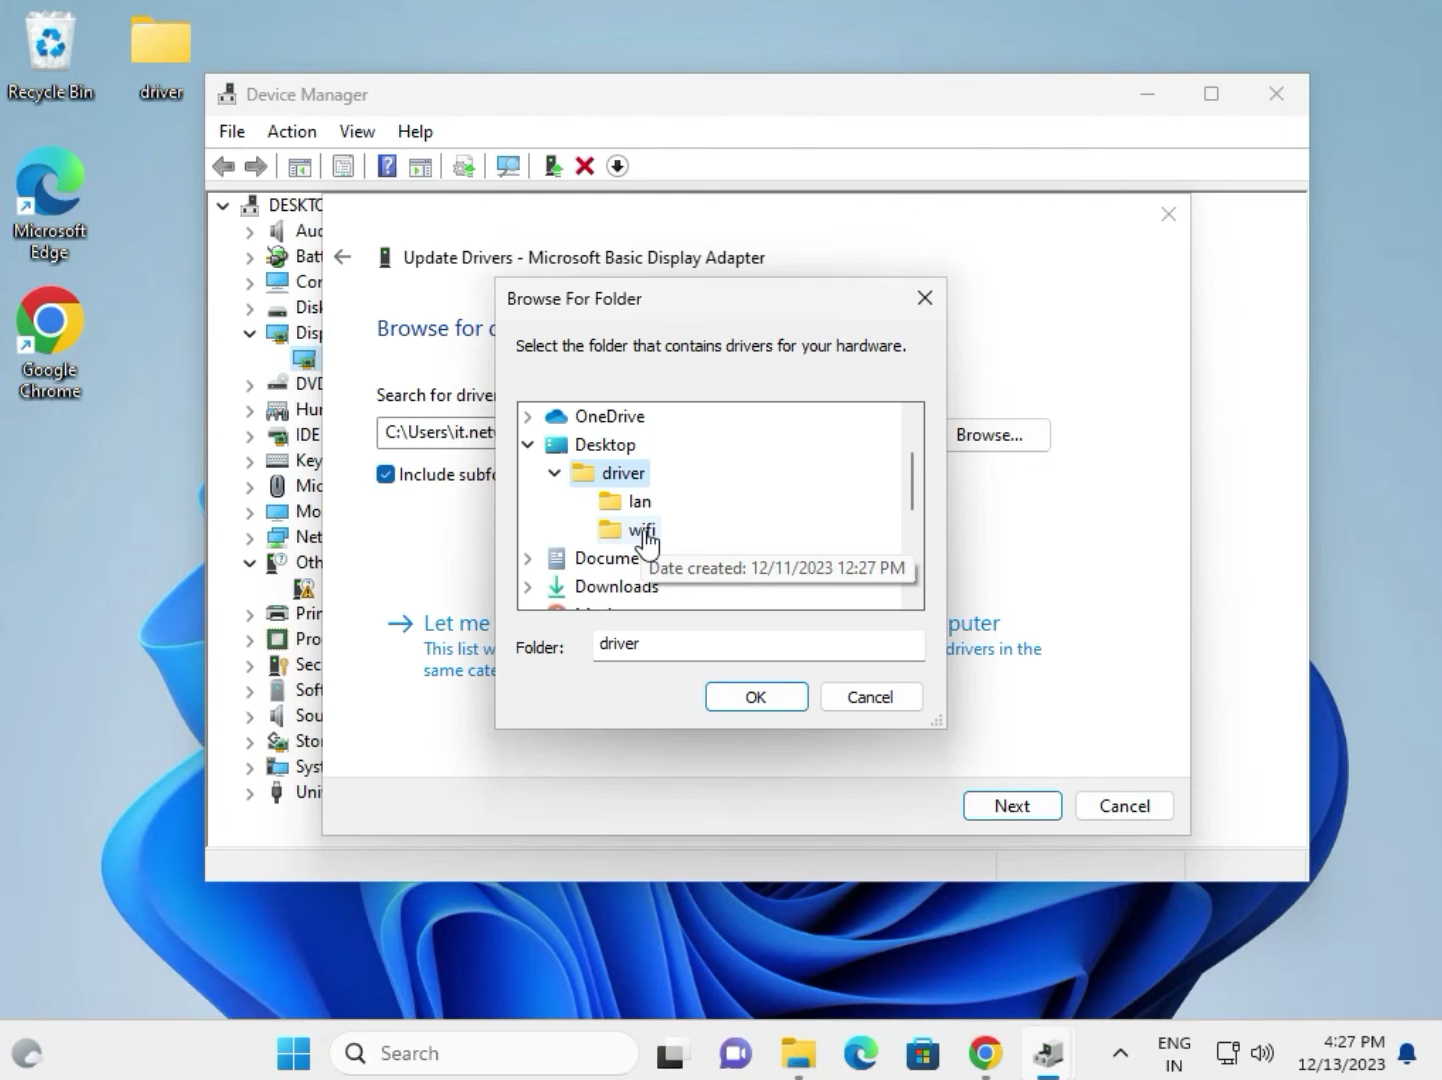 Recycle Bin
driver
Microsoft
Edge
Google
Chrome
Device Manager
File Action View Help
DESKTO
Aud
Batt
Com
Disk
Disp
DVD
Hum
IDE
Key
Mic
Mo
Net
Oth
Prin
Pro
Sec
Soft
Sou
Stor
Syst
Uni
Update Drivers - Microsoft Basic Display Adapter
Browse for d
Search for driver
C:\Users\it.netw
Browse...
Include subfo
Let me
puter
This list w
drivers in the
same cate
Next
Cancel
Browse For Folder
Select the folder that contains drivers for your hardware.
OneDrive
Desktop
driver
lan
wifi
Docume
Date created: 12/11/2023 12:27 PM
Downloads
Folder: driver
OK
Cancel
Search
ENG
IN
4:27 PM
12/13/2023